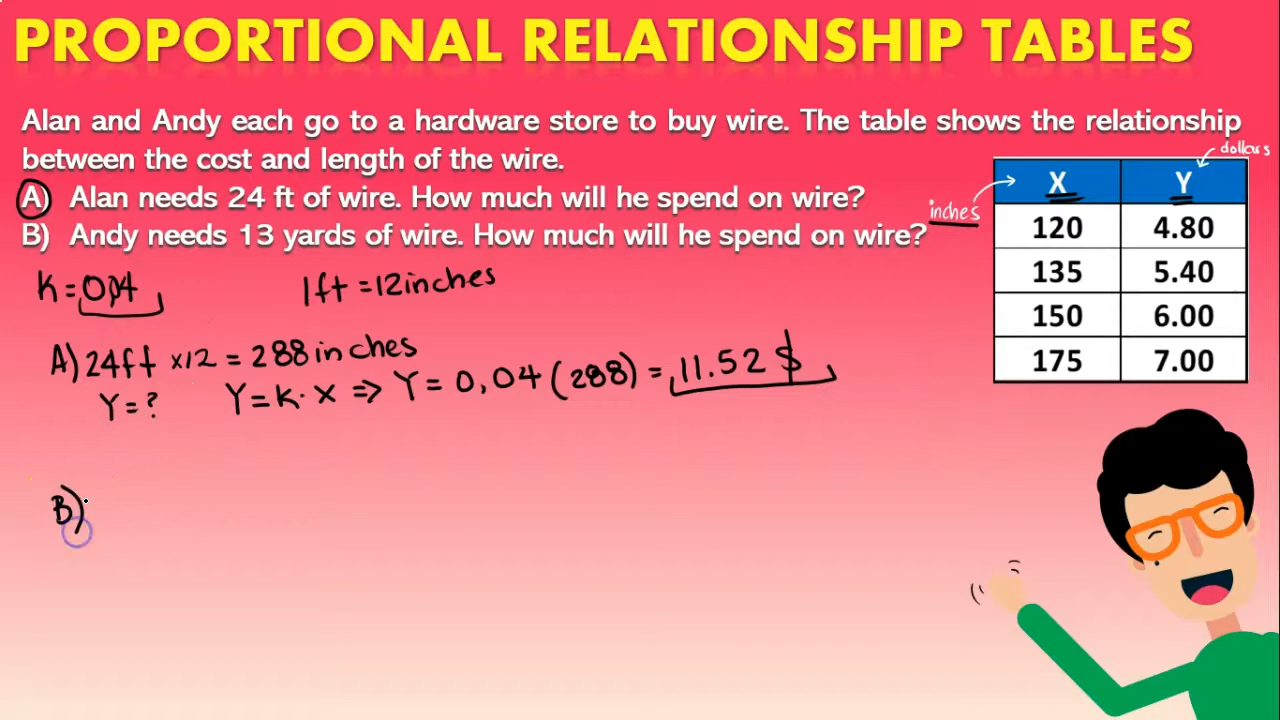 PROPORTIONAL RELATIONSHIP TABLES
Alan and Andy each go to a hardware store to buy wire. The table shows the relationship
between the cost and length of the wire.
A) Alan needs 24 ft of wire. How much will he spend on wire?
B) Andy needs 13 yards of wire. How much will he spend on wire?
dollars
inches
X Y
120 4.80
135 5.40
150 6.00
175 7.00
K = 0,04
1ft = 12inches
A) 24ft x12 = 288 inches
Y = ?
Y = K · X => Y = 0,04 (288) = 11.52 $
B)